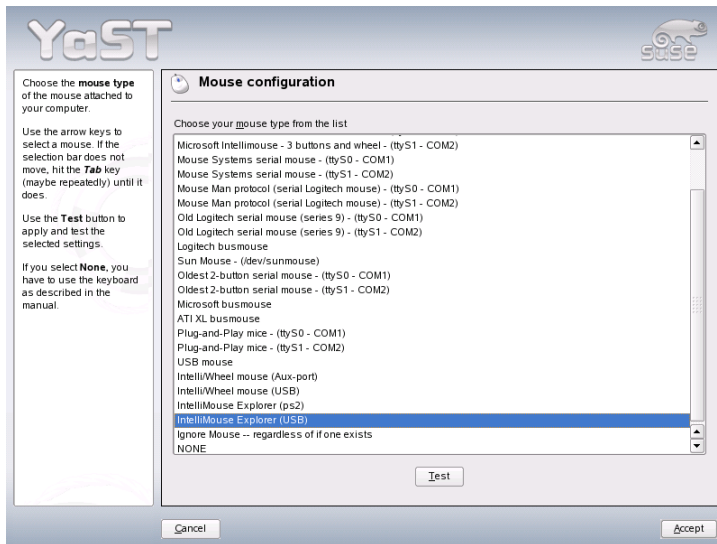 YaST
SUSE
Choose the mouse type
of the mouse attached to
your computer.
Use the arrow keys to
select a mouse. If the
selection bar does not
move, hit the Tab key
(maybe repeatedly) until it
does.
Use the Test button to
apply and test the
selected settings.
If you select None, you
have to use the keyboard
as described in the
manual.
Mouse configuration
Choose your mouse type from the list
Microsoft Intellimouse - 3 buttons and wheel - (ttyS1 - COM2)
Mouse Systems serial mouse - (ttyS0 - COM1)
Mouse Systems serial mouse - (ttyS1 - COM2)
Mouse Man protocol (serial Logitech mouse) - (ttyS0 - COM1)
Mouse Man protocol (serial Logitech mouse) - (ttyS1 - COM2)
Old Logitech serial mouse (series 9) - (ttyS0 - COM1)
Old Logitech serial mouse (series 9) - (ttyS1 - COM2)
Logitech busmouse
Sun Mouse - (/dev/sunmouse)
Oldest 2-button serial mouse - (ttyS0 - COM1)
Oldest 2-button serial mouse - (ttyS1 - COM2)
Microsoft busmouse
ATI XL busmouse
Plug-and-Play mice - (ttyS0 - COM1)
Plug-and-Play mice - (ttyS1 - COM2)
USB mouse
Intelli/Wheel mouse (Aux-port)
Intelli/Wheel mouse (USB)
IntelliMouse Explorer (ps2)
IntelliMouse Explorer (USB)
Ignore Mouse -- regardless of if one exists
NONE
Test
Cancel
Accept